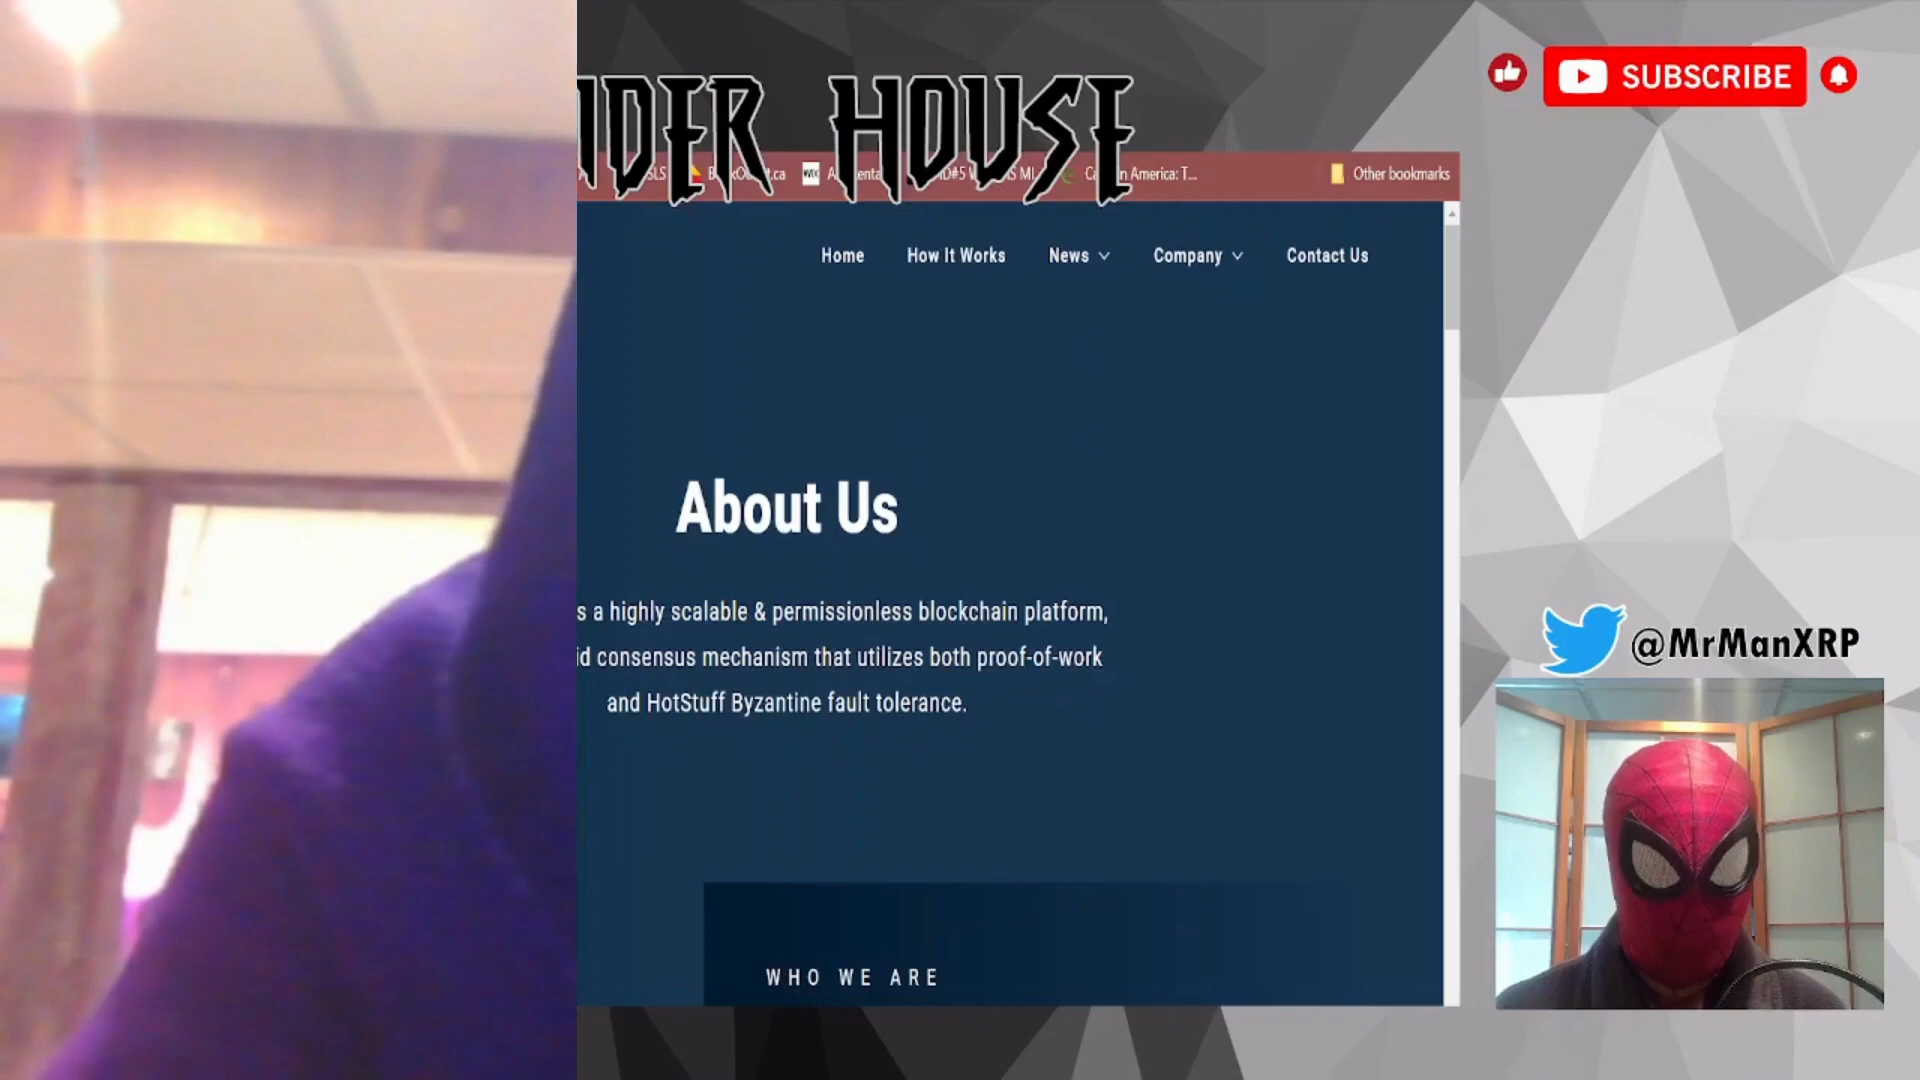 HOUSE
SUBSCRIBE
Other bookmarks
Home
How It Works
News
Company
Contact Us
About Us
s a highly scalable & permissionless blockchain platform,
id consensus mechanism that utilizes both proof-of-work
and HotStuff Byzantine fault tolerance.
@MrManXRP
WHO WE ARE